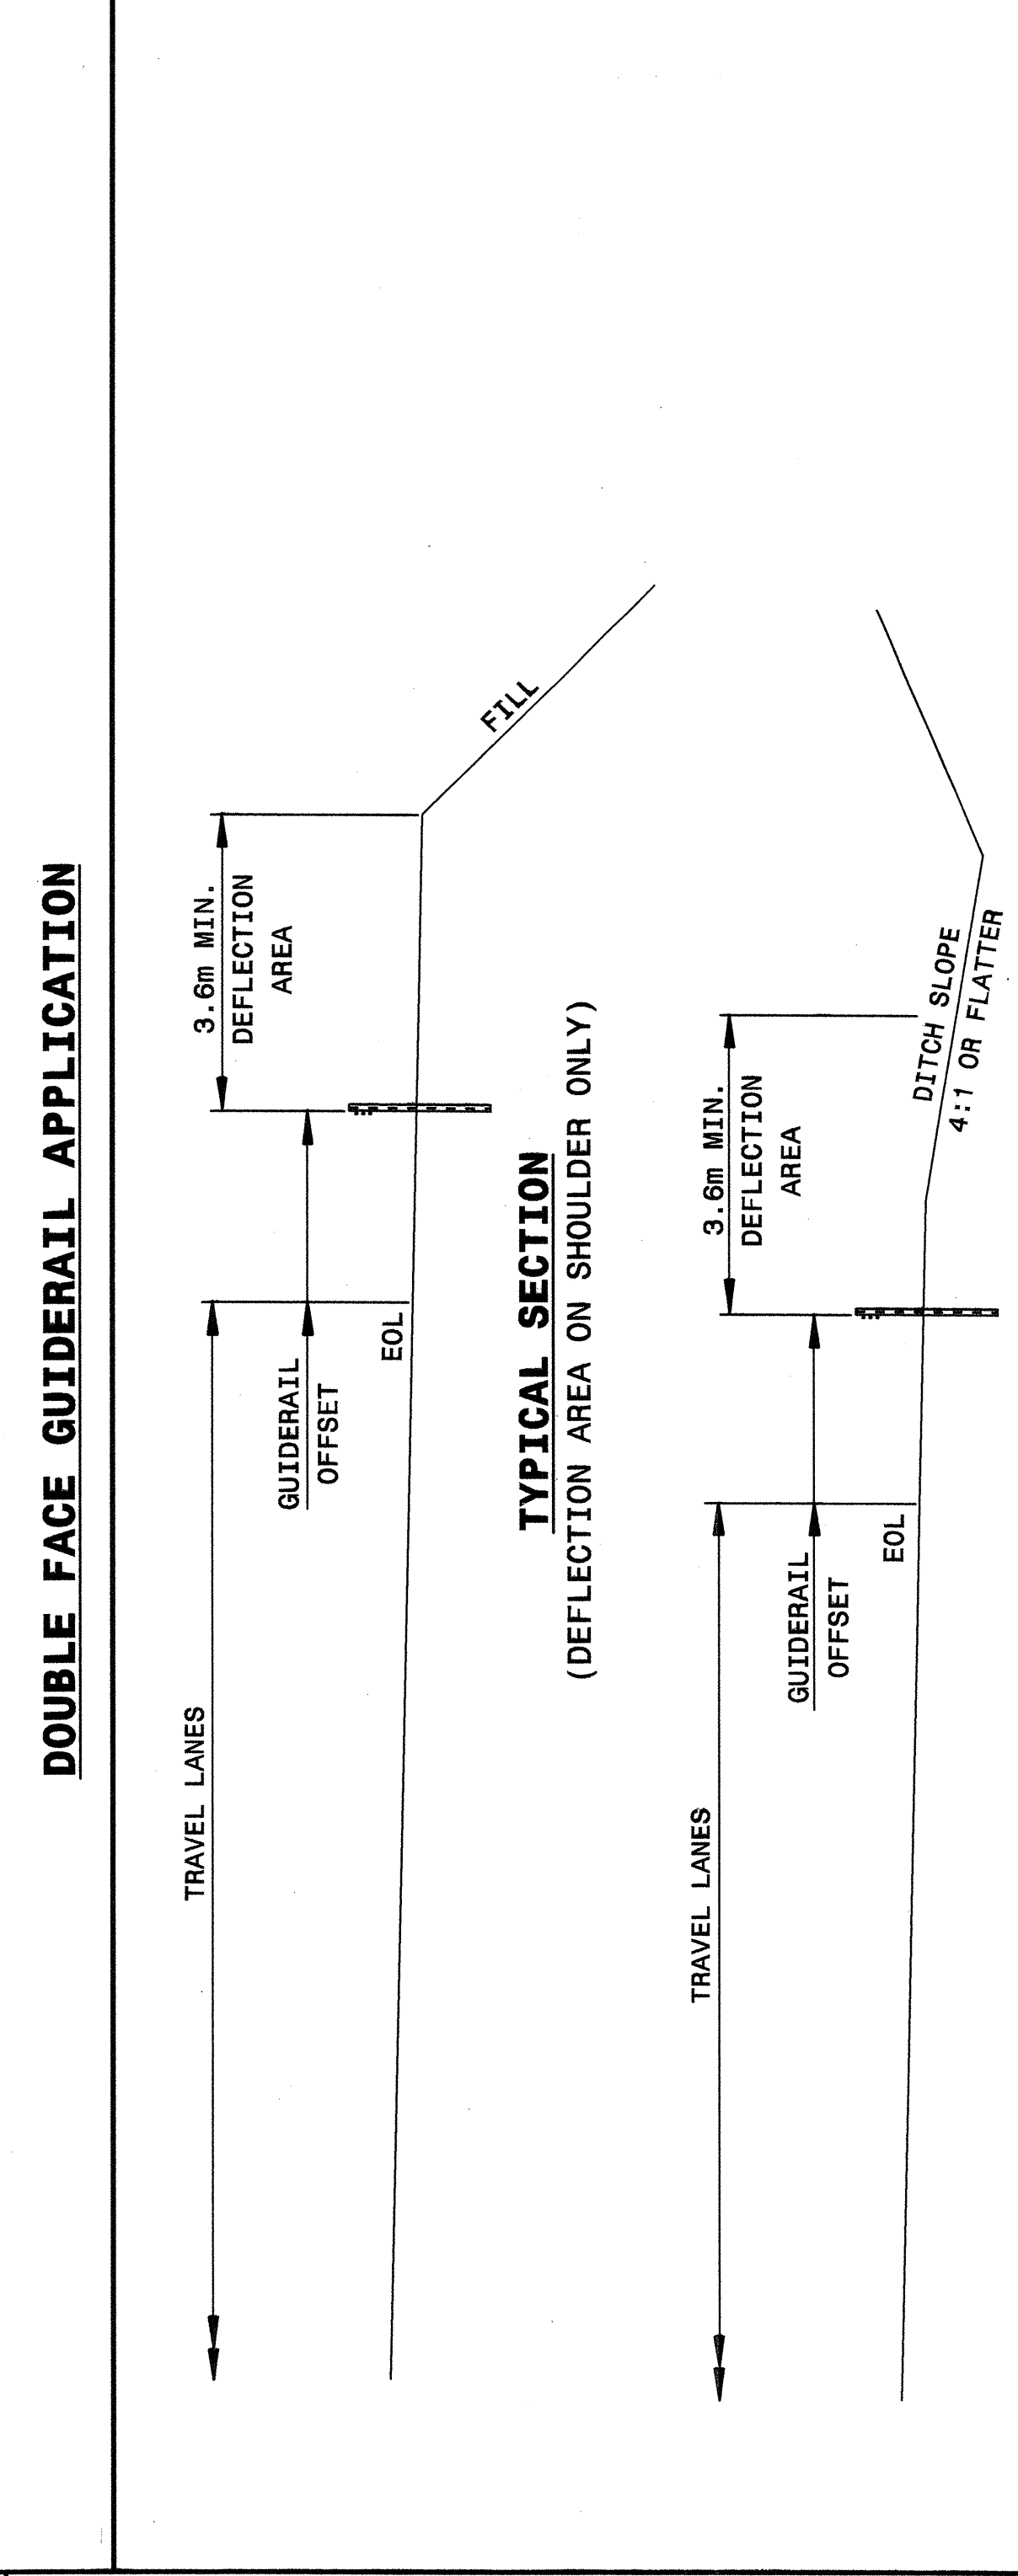 DOUBLE FACE GUIDERAIL APPLICATION
TRAVEL LANES
3.6m MIN.
DEFLECTION
AREA
GUIDERAIL
OFFSET
EOL
FILL
TYPICAL SECTION
(DEFLECTION AREA ON SHOULDER ONLY)
TRAVEL LANES
3.6m MIN.
DEFLECTION
AREA
GUIDERAIL
OFFSET
EOL
DITCH SLOPE
4:1 OR FLATTER